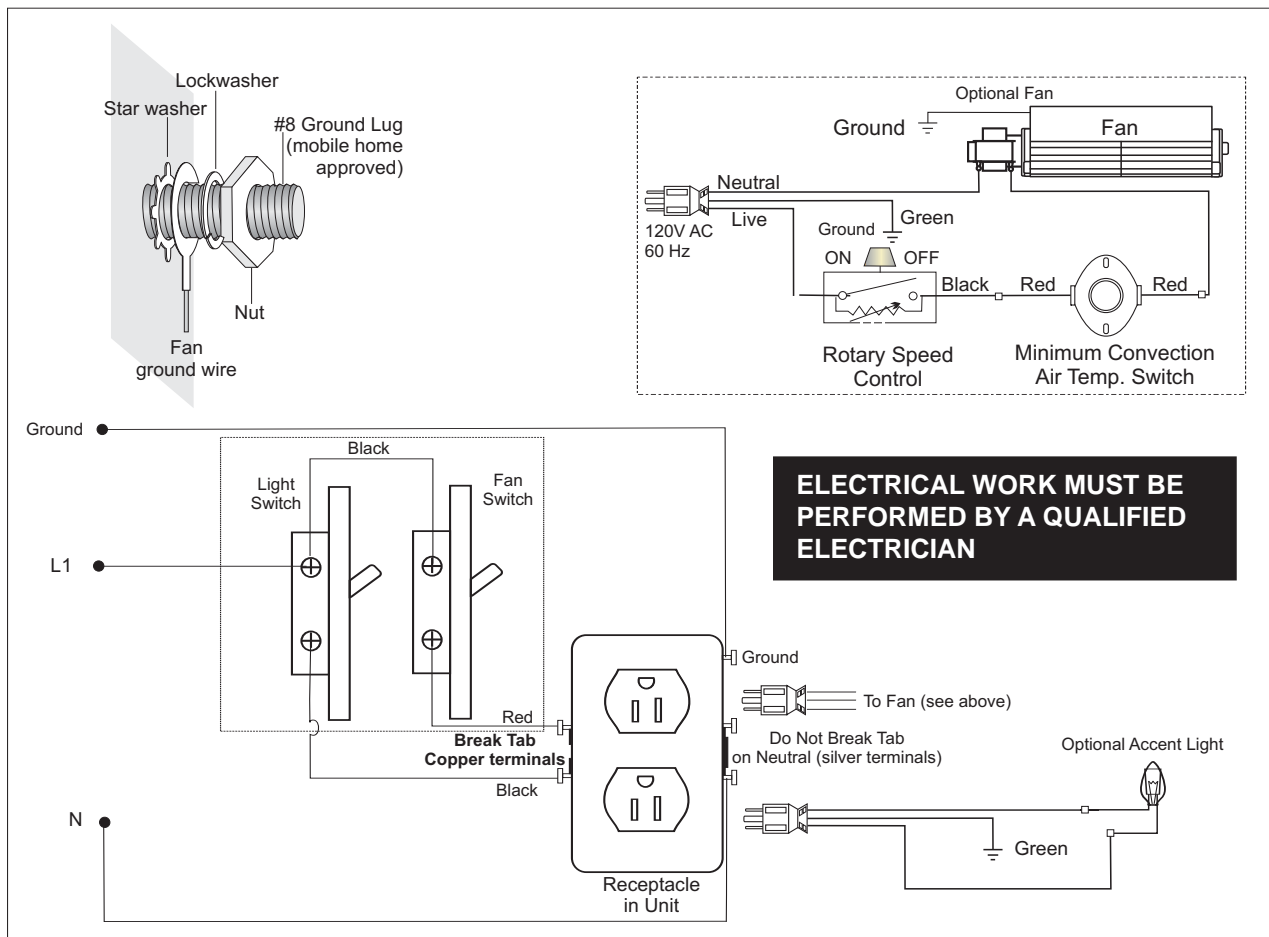 Lockwasher
Star washer
#8 Ground Lug
(mobile home
approved)
Nut
Fan
ground wire
Optional Fan
Ground
Fan
Neutral
Live
120V AC
60 Hz
Green
Ground
ON
OFF
Black
Red
Red
Rotary Speed
Control
Minimum Convection
Air Temp. Switch
Ground
Black
Light
Switch
Fan
Switch
L1
ELECTRICAL WORK MUST BE
PERFORMED BY A QUALIFIED
ELECTRICIAN
Ground
To Fan (see above)
Red
Break Tab
Copper terminals
Black
Do Not Break Tab
on Neutral (silver terminals)
Optional Accent Light
N
Green
Receptacle
in Unit